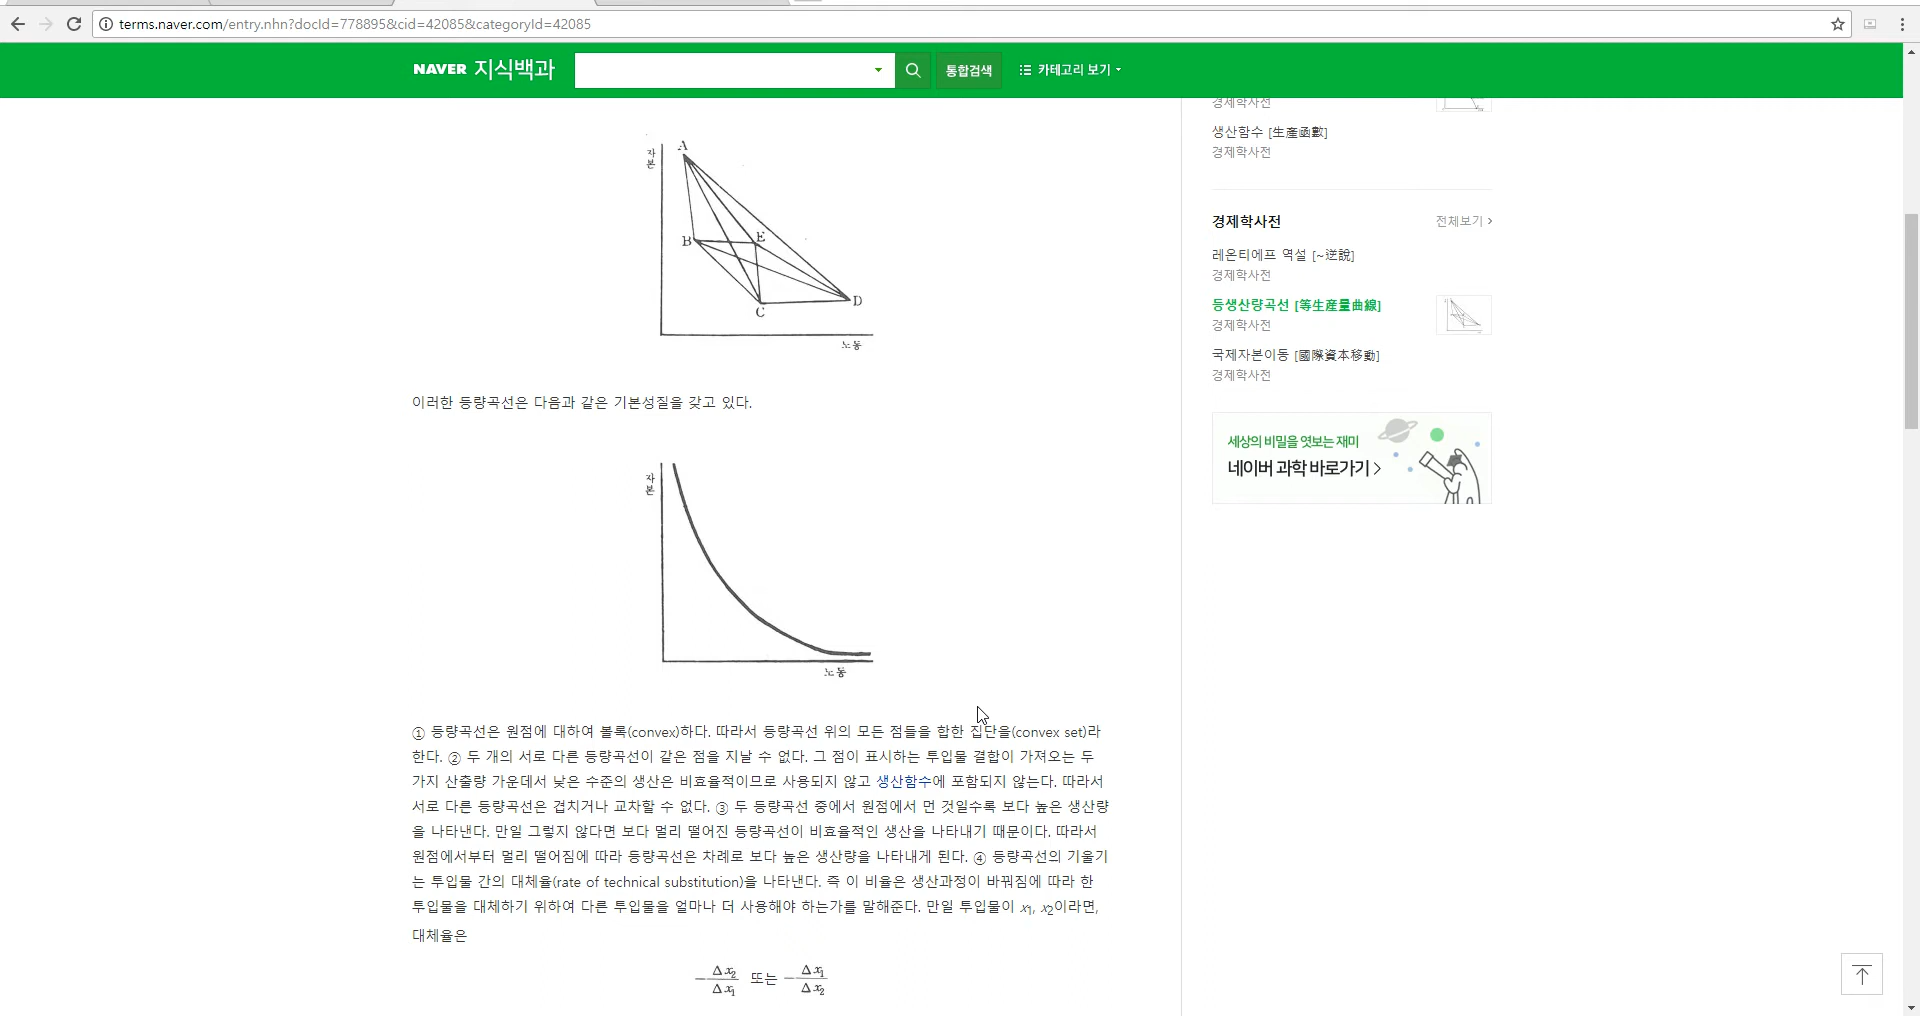 terms.naver.com/entry.nhn?docId=778895&cid=42085&categoryId=42085
NAVER 지식백과
통합검색
카테고리 보기
자본
A
B
E
C
D
노동
이러한 등량곡선은 다음과 같은 기본성질을 갖고 있다.
자본
노동
① 등량곡선은 원점에 대하여 볼록(convex)하다. 따라서 등량곡선 위의 모든 점들을 합한 집단을(convex set)라
한다. ② 두 개의 서로 다른 등량곡선이 같은 점을 지날 수 없다. 그 점이 표시하는 투입물 결합이 가져오는 두
가지 산출량 가운데서 낮은 수준의 생산은 비효율적이므로 사용되지 않고 생산함수에 포함되지 않는다. 따라서
서로 다른 등량곡선은 겹치거나 교차할 수 없다. ③ 두 등량곡선 중에서 원점에서 먼 것일수록 보다 높은 생산량
을 나타낸다. 만일 그렇지 않다면 보다 멀리 떨어진 등량곡선이 비효율적인 생산을 나타내기 때문이다. 따라서
원점에서부터 멀리 떨어짐에 따라 등량곡선은 차례로 보다 높은 생산량을 나타내게 된다. ④ 등량곡선의 기울기
는 투입물 간의 대체율(rate of technical substitution)을 나타낸다. 즉 이 비율은 생산과정이 바뀌짐에 따라 한
투입물을 대체하기 위하여 다른 투입물을 얼마나 더 사용해야 하는가를 말해준다. 만일 투입물이 x₁, x₂이라면,
대체율은
-Δx₂/Δx₁ 또는 -Δx₁/Δx₂
경제학사전
생산함수 [生產函數]
경제학사전
경제학사전 전체보기 >
레온티에프 역설 [~逆說]
경제학사전
등생산량곡선 [等生產量曲線]
경제학사전
국제자본이동 [國際資本移動]
경제학사전
세상의 비밀을 엿보는 재미
네이버 과학 바로가기 >